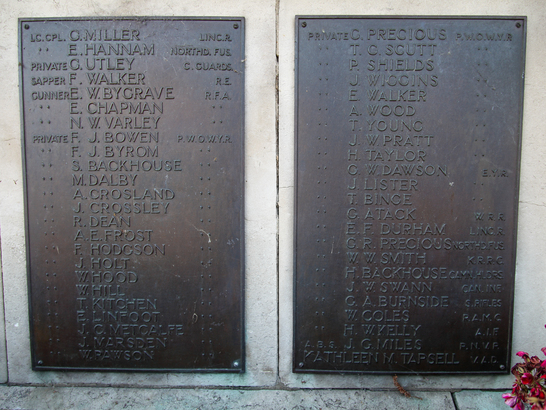 LC. CPL. O. MILLER LINC. R.
" " E. HANNAM NORTHD. FUS.
PRIVATE G. UTLEY C. GUARDS.
SAPPER F. WALKER R.E.
GUNNER E. W. BYGRAVE R.F.A.
" " E. CHAPMAN " "
" " N. W. VARLEY " "
PRIVATE F. J. BOWEN P.W.O.W.Y.R.
" " F. J. BYROM " "
" " S. BACKHOUSE " "
" " M. DALBY " "
" " A. CROSLAND " "
" " J. CROSSLEY " "
" " R. DEAN " "
" " A. E. FROST " "
" " F. HODGSON " "
" " J. HOLT " "
" " W. HOOD " "
" " W. HILL " "
" " T. KITCHEN " "
" " E. LINFOOT " "
" " J. C. METCALFE " "
" " J. MARSDEN " "
" " W. RAWSON " "
PRIVATE C. PRECIOUS P.W.O.W.Y.R.
" " T. G. SCUTT " "
" " P. SHIELDS " "
" " J. WIGGINS " "
" " E. WALKER " "
" " A. WOOD " "
" " T. YOUNG " "
" " J. W. PRATT " "
" " H. TAYLOR " "
" " C. W. DAWSON E.Y.R.
" " J. LISTER " "
" " T. BINCE " "
" " G. ATACK W.R.R.
" " E. F. DURHAM LINC. R.
" " G. R. PRECIOUS
" " W. W. SMITH K.R.R.C.
" " H. BACKHOUSE
" " J. W. SWANN
" " G. A. BURNSIDE S. RIFLES
" " W. COLES R.A.M.C.
" " H. W. KELLY A.I.F.
A.B.S. J. G. MILES R.N.V.R.
KATHLEEN M. TARSELL V.A.D.